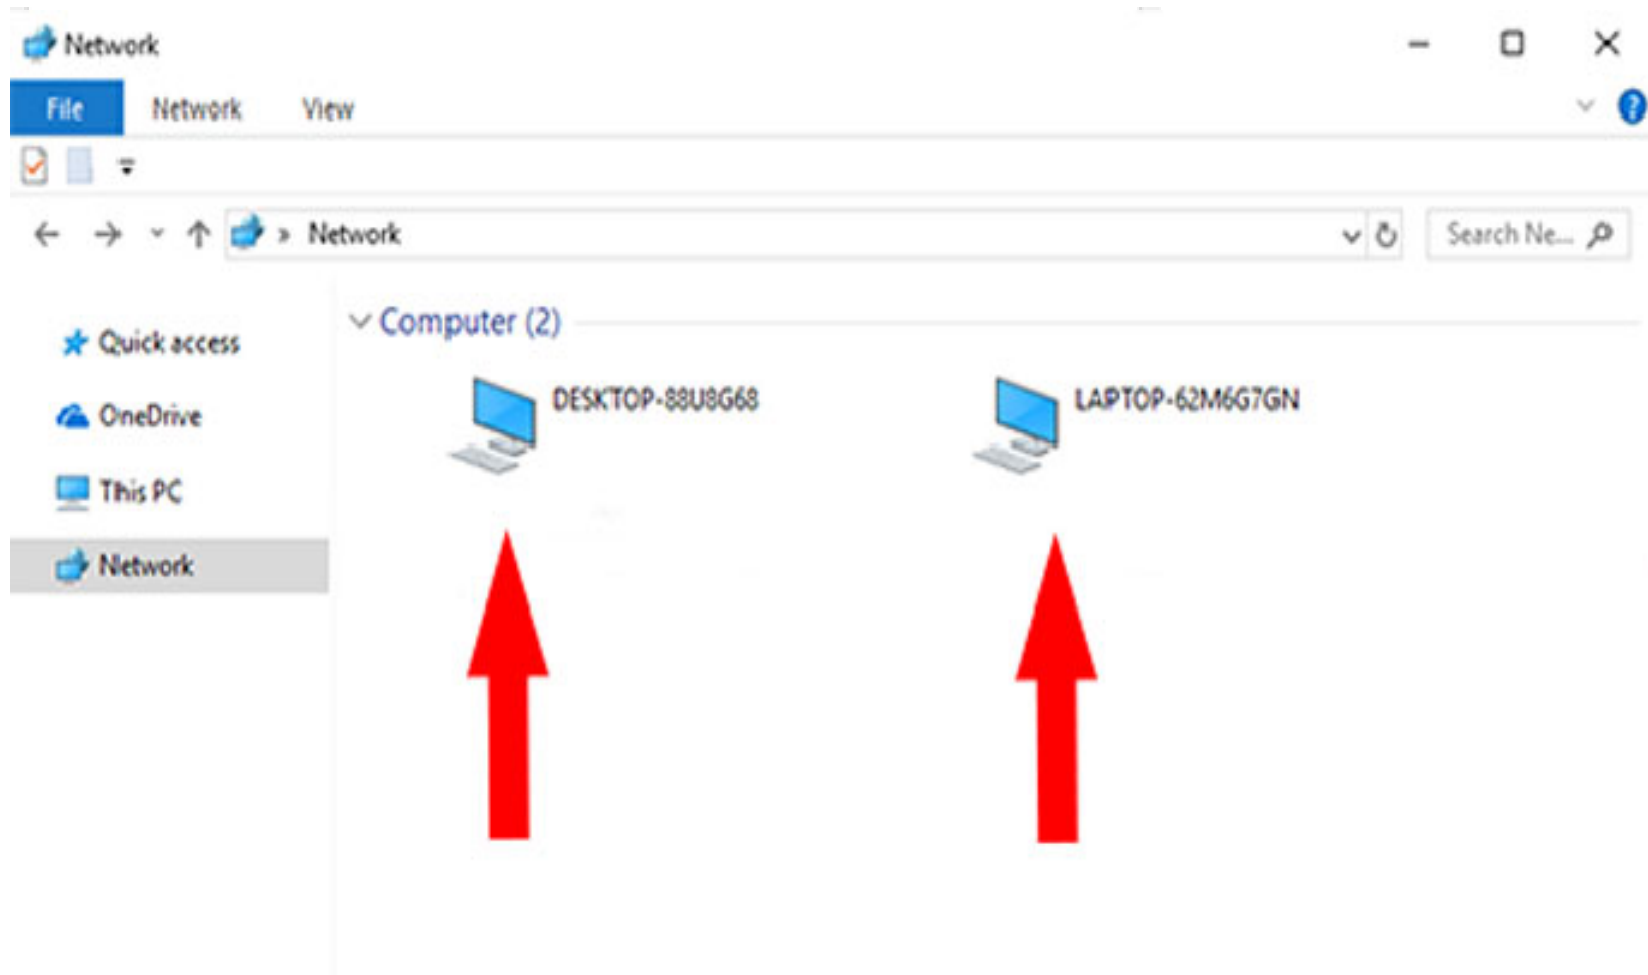 Network
File Network View
Network
Search Ne...
Quick access
OneDrive
This PC
Network
Computer (2)
DESKTOP-88U8G68
LAPTOP-62M6G7GN